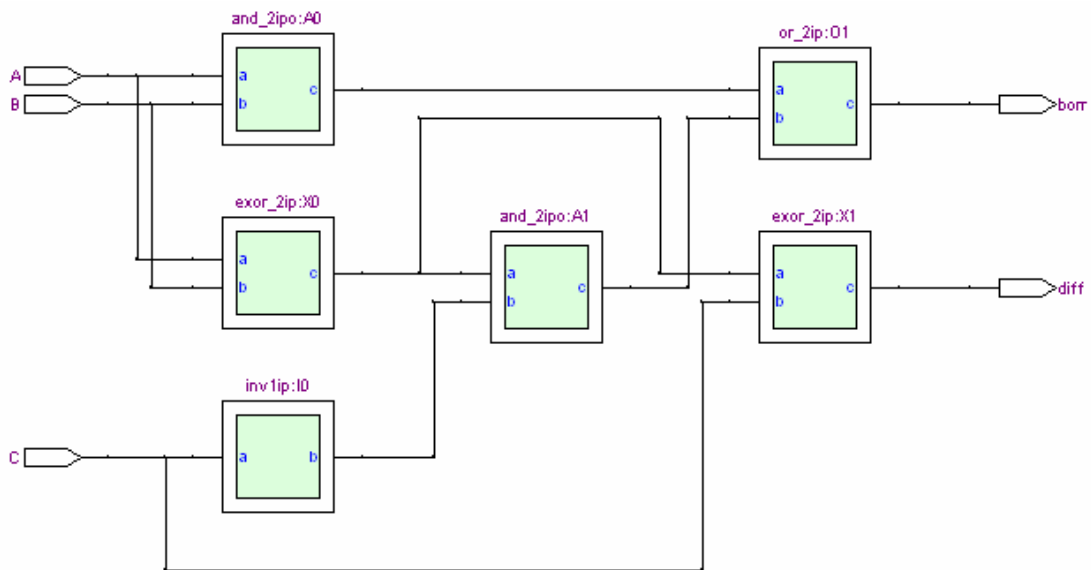 and_2ipo:A0
or_2ip:O1
A
a
c
a
B
b
b
c
borr
exor_2ip:X0
and_2ipo:A1
exor_2ip:X1
a
c
a
a
b
b
c
b
c
diff
inv1ip:I0
C
a
b